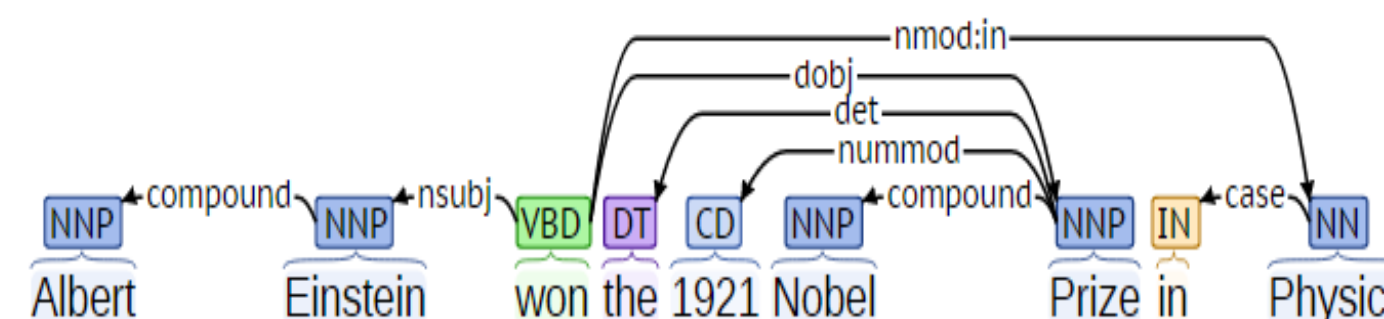 nmod:in
dobj
det
nummod
compound nsubj compound case
NNP NNP VBD DT CD NNP NNP IN NN
Albert Einstein won the 1921 Nobel Prize in Physic